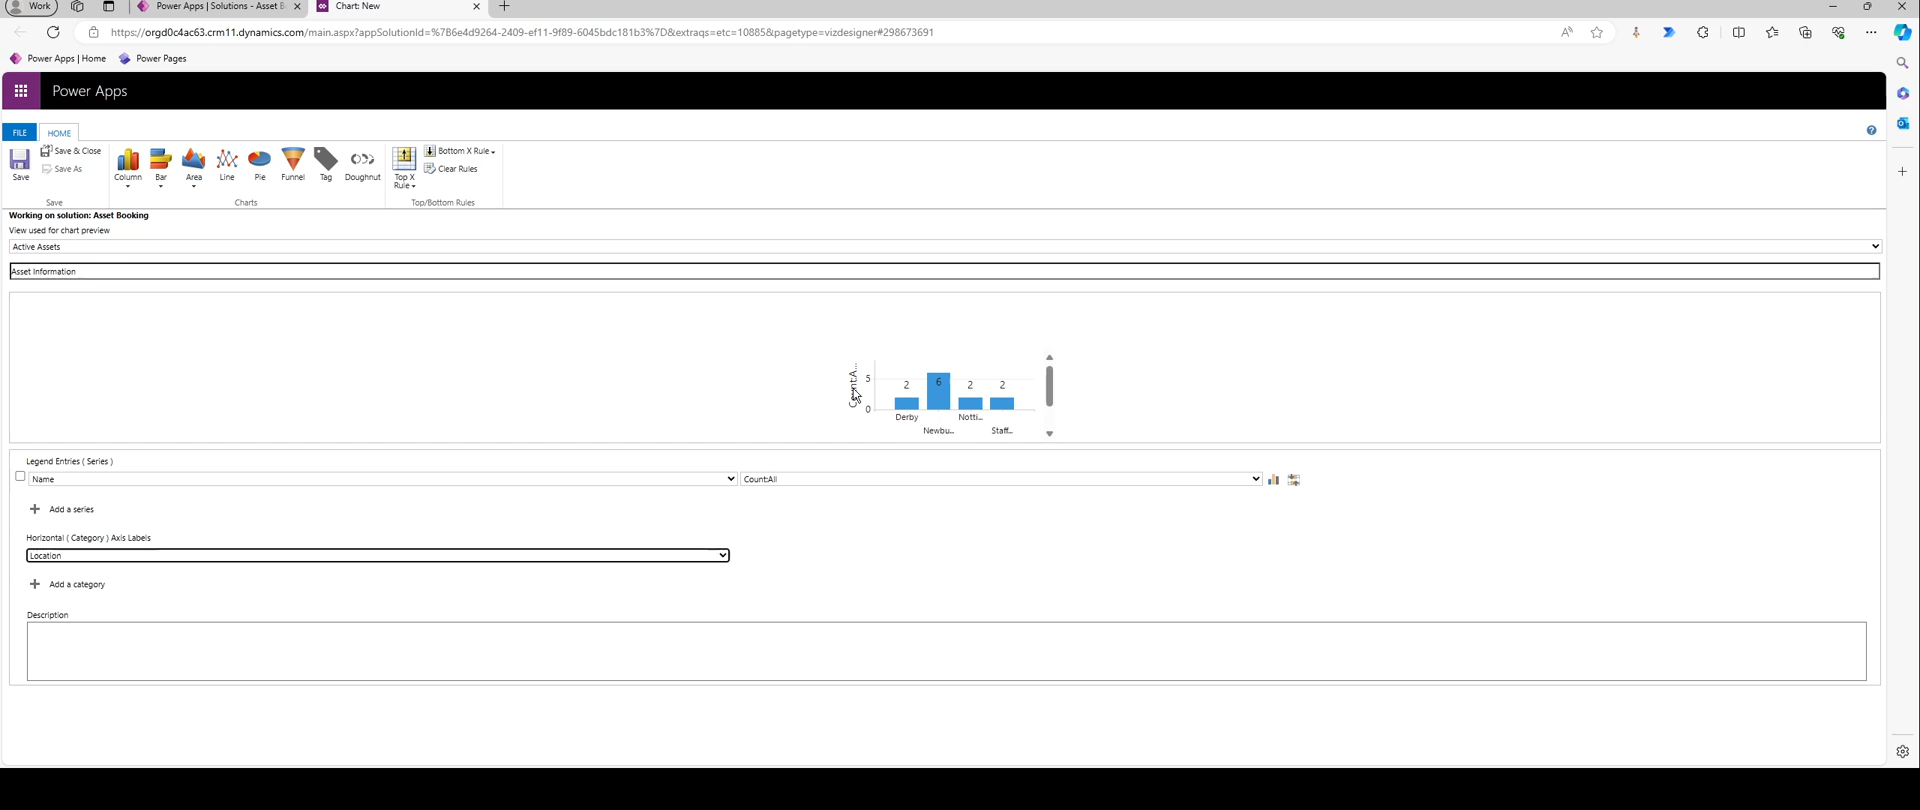 Work
Power Apps | Solutions - Asset B
Chart: New
https://orgd0c4ac63.crm11.dynamics.com/main.aspx?appSolutionId=%7B6e4d9264-2409-ef11-9f89-6045bdc181b3%7D&extraqs=etc=10885&pagetype=vizdesigner#298673691
Power Apps | Home
Power Pages
Power Apps
FILE
HOME
Save
Save & Close
Save As
Column
Bar
Area
Line
Pie
Funnel
Tag
Doughnut
Top X
Rule
Bottom X Rule
Clear Rules
Save
Charts
Top/Bottom Rules
Working on solution: Asset Booking
View used for chart preview
Active Assets
Asset Information
Count:A...
5
0
2
6
2
2
Derby
Newbu...
Notti...
Staff...
Legend Entries ( Series )
Name
Count:All
Add a series
Horizontal ( Category ) Axis Labels
Location
Add a category
Description